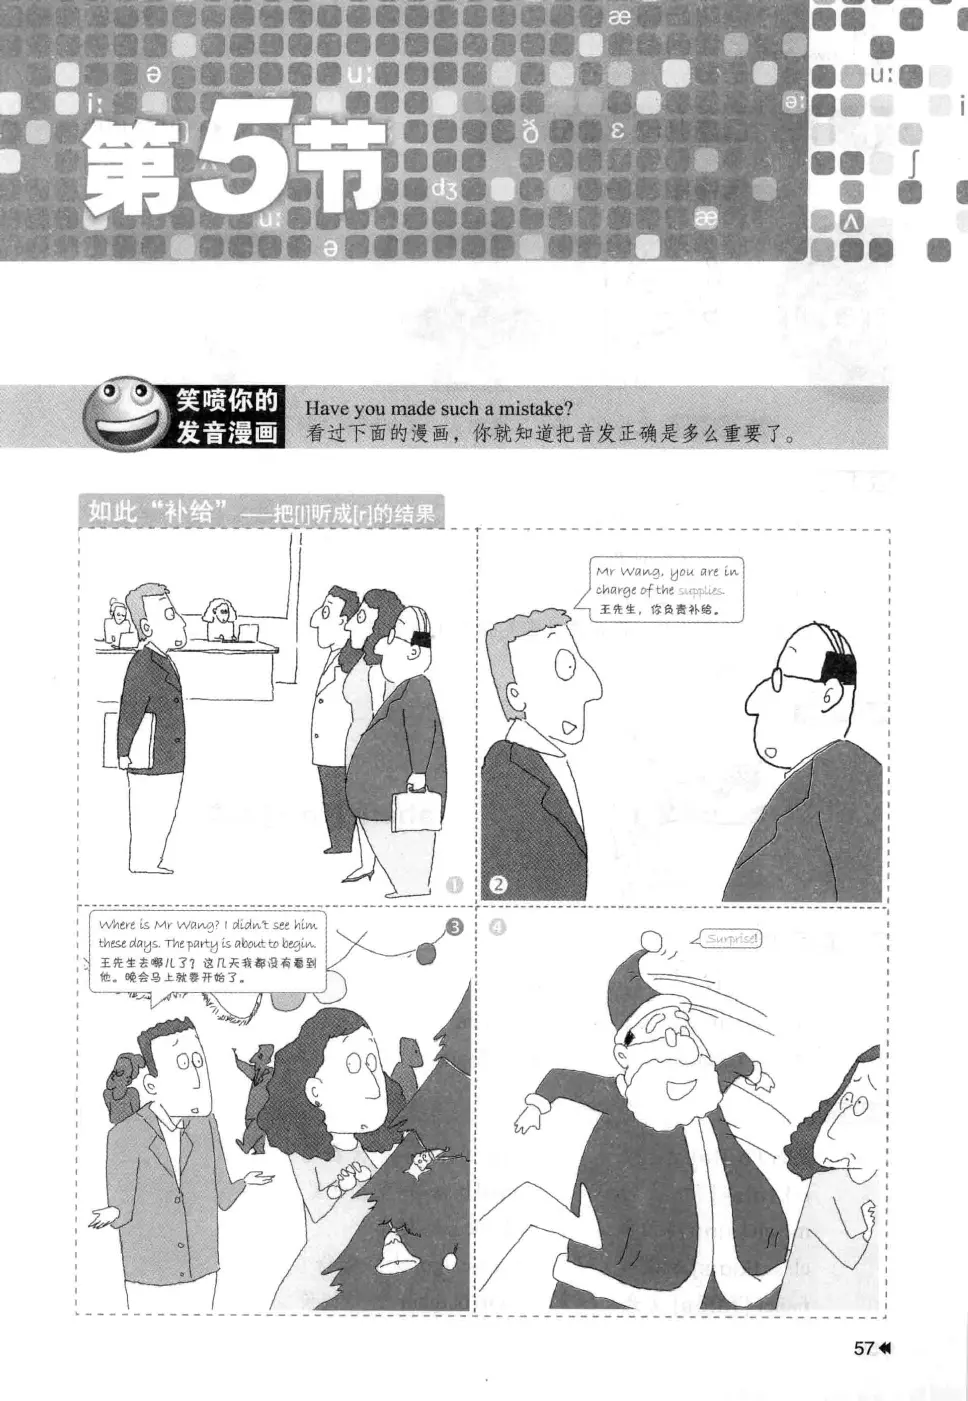 æ
ə
u:
u:
i:
ə:
i
第5节
ð
ɛ
ʃ
dʒ
u:
æ
ʌ
ə
笑喷你的
发音漫画
Have you made such a mistake?
看过下面的漫画，你就知道把音发正确是多么重要了。
如此“补给”——把[l]听成[r]的结果
Mr Wang, you are in
charge of the supplies.
王先生，你负责补给。
1
2
Where is Mr Wang? I didn't see him
these days. The party is about to begin.
王先生去哪儿了？这几天我都没有看到
他。晚会马上就要开始了。
3
4
Surprise!
57